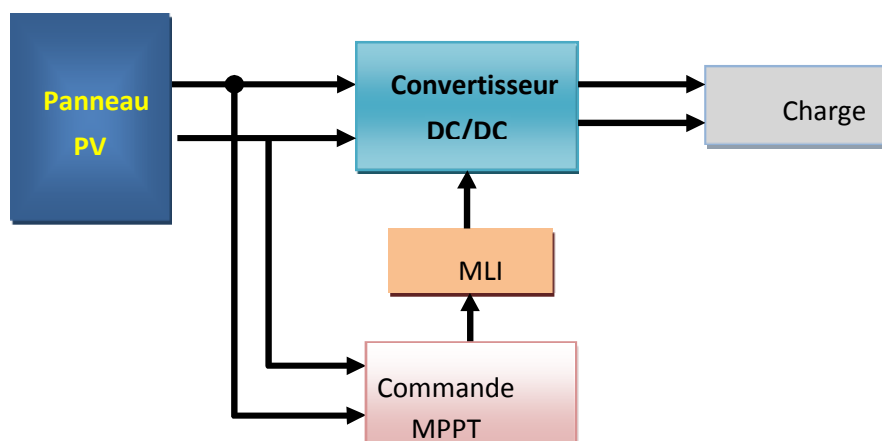 Panneau
PV
Convertisseur
DC/DC
Charge
MLI
Commande
MPPT